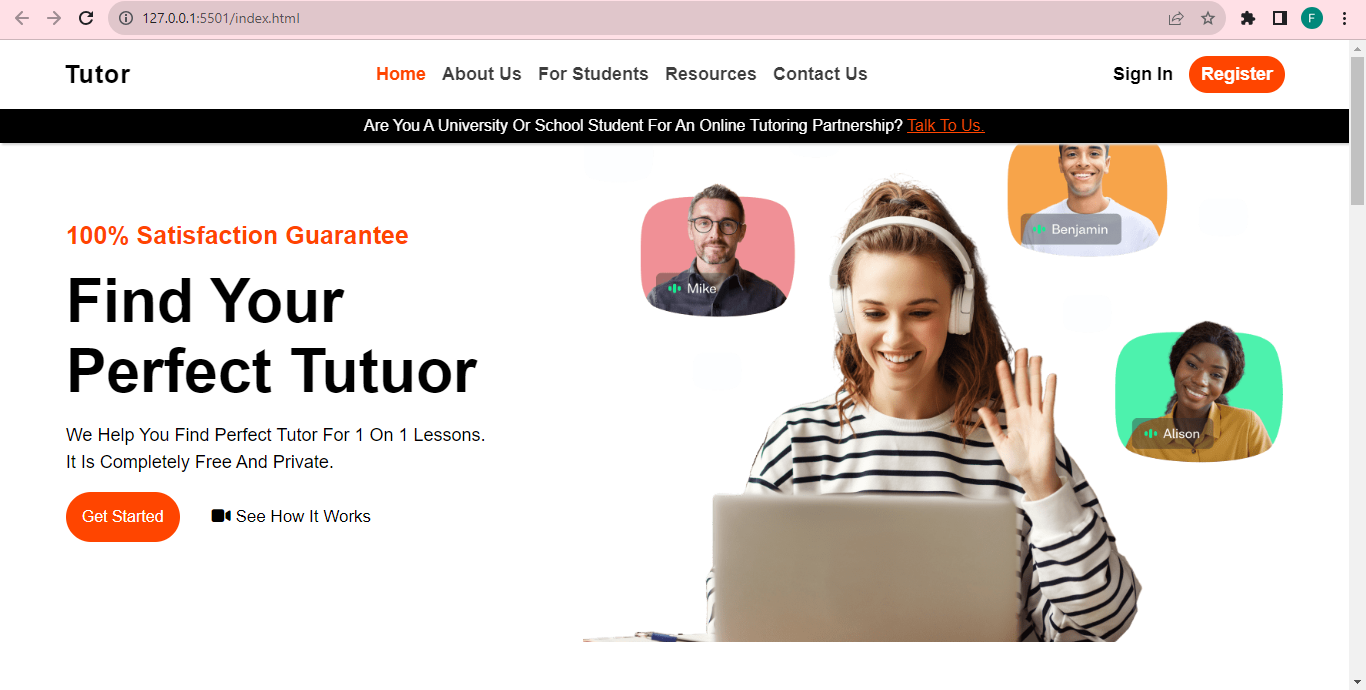 127.0.0.1:5501/index.html
F
Tutor
Home About Us For Students Resources Contact Us
Sign In Register
Are You A University Or School Student For An Online Tutoring Partnership? Talk To Us.
100% Satisfaction Guarantee
Find Your
Perfect Tutuor
We Help You Find Perfect Tutor For 1 On 1 Lessons.
It Is Completely Free And Private.
Get Started
See How It Works
Mike
Benjamin
Alison